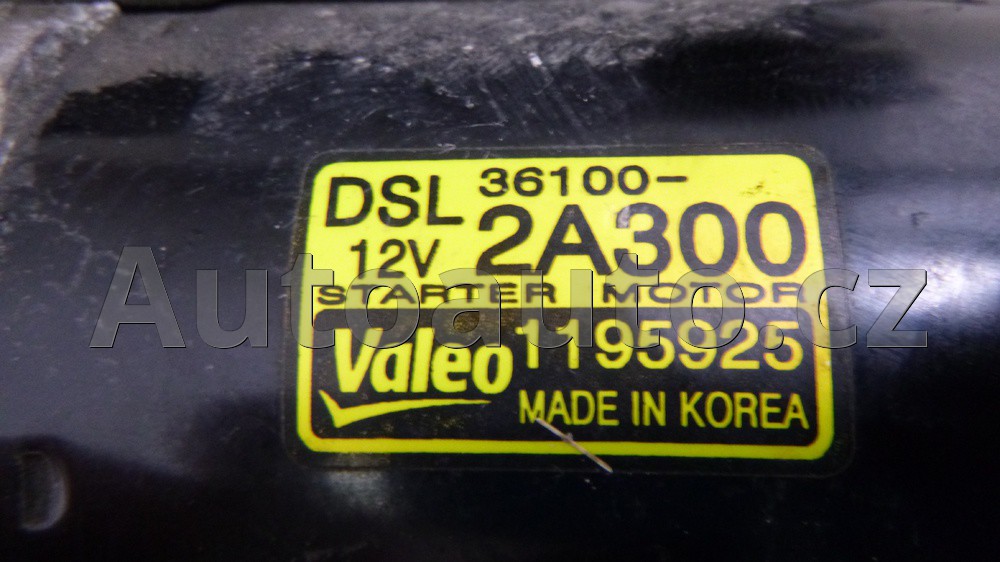 DSL 36100-
12V 2A300
STARTER MOTOR
Valeo 1195925
MADE IN KOREA
Autoauto.cz